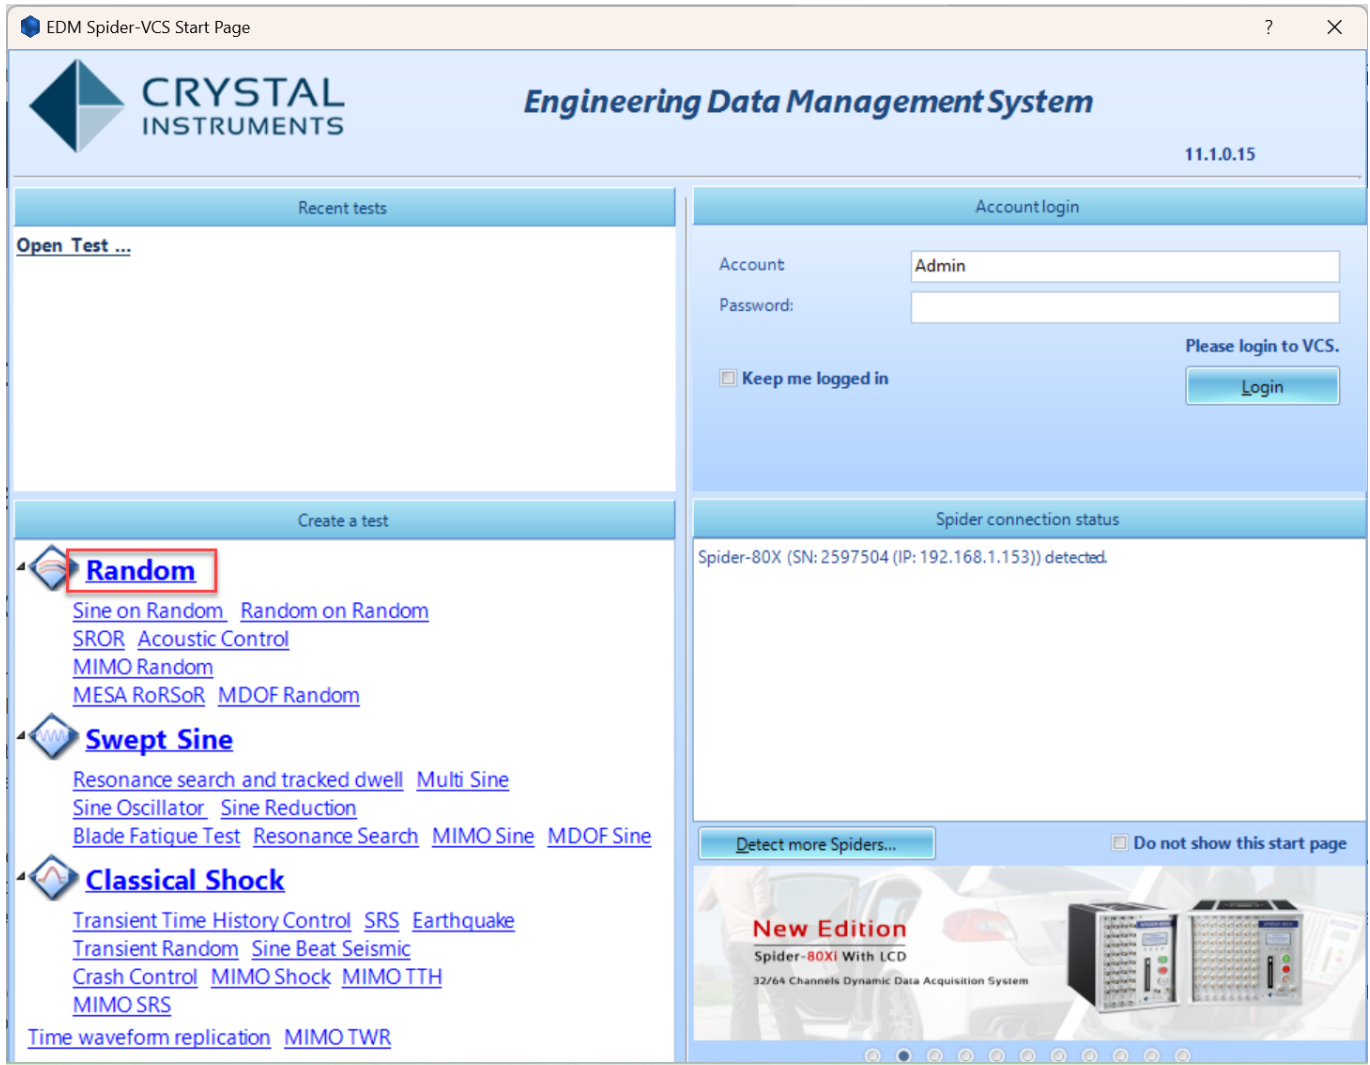 EDM Spider-VCS Start Page
?
CRYSTAL
INSTRUMENTS
Engineering Data Management System
11.1.0.15
Recent tests
Open Test ...
Account login
Account
Admin
Password:
Please login to VCS.
Keep me logged in
Login
Create a test
Random
Sine on Random Random on Random
SROR Acoustic Control
MIMO Random
MESA RoRSoR MDOF Random
Swept Sine
Resonance search and tracked dwell Multi Sine
Sine Oscillator Sine Reduction
Blade Fatigue Test Resonance Search MIMO Sine MDOF Sine
Classical Shock
Transient Time History Control SRS Earthquake
Transient Random Sine Beat Seismic
Crash Control MIMO Shock MIMO TTH
MIMO SRS
Time waveform replication MIMO TWR
Spider connection status
Spider-80X (SN: 2597504 (IP: 192.168.1.153)) detected.
Detect more Spiders...
Do not show this start page
New Edition
Spider-80Xi With LCD
32/64 Channels Dynamic Data Acquisition System